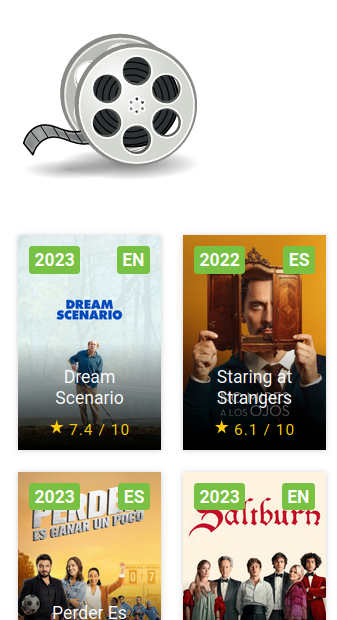 2023 EN
DREAM
SCENARIO
Dream
Scenario
★ 7.4 / 10
2022 ES
Staring at
Strangers
A LOS OJOS
★ 6.1 / 10
2023 ES
PERDER
ES GANAR UN POCO
07
Perder Es
2023 EN
Saltburn